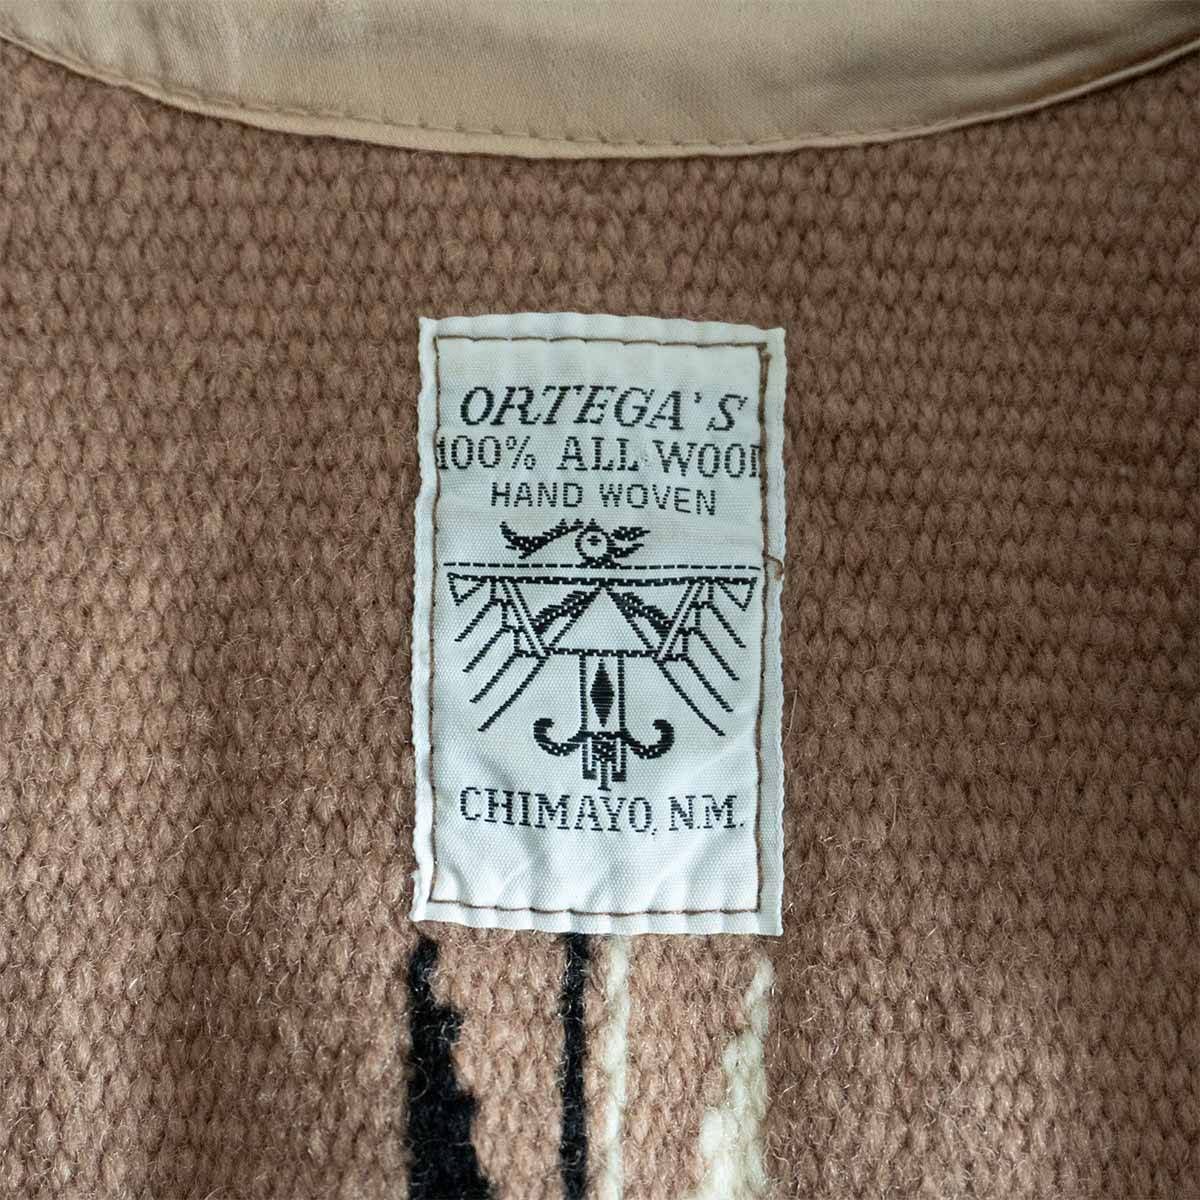 ORTEGA'S
100% ALL WOOL
HAND WOVEN
CHIMAYO, N.M.